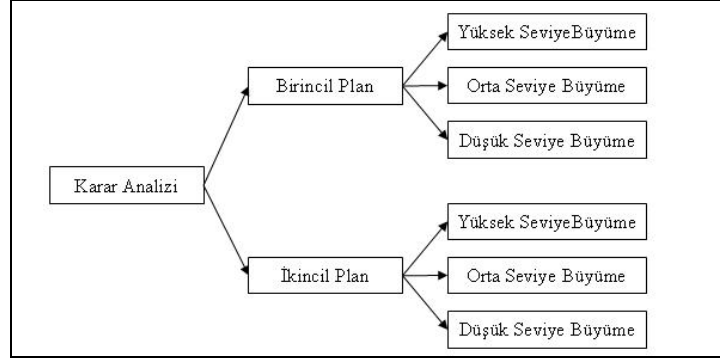 Yüksek SeviyeBüyüme
Birincil Plan
Orta Seviye Büyüme
Düşük Seviye Büyüme
Karar Analizi
Yüksek SeviyeBüyüme
İkincil Plan
Orta Seviye Büyüme
Düşük Seviye Büyüme